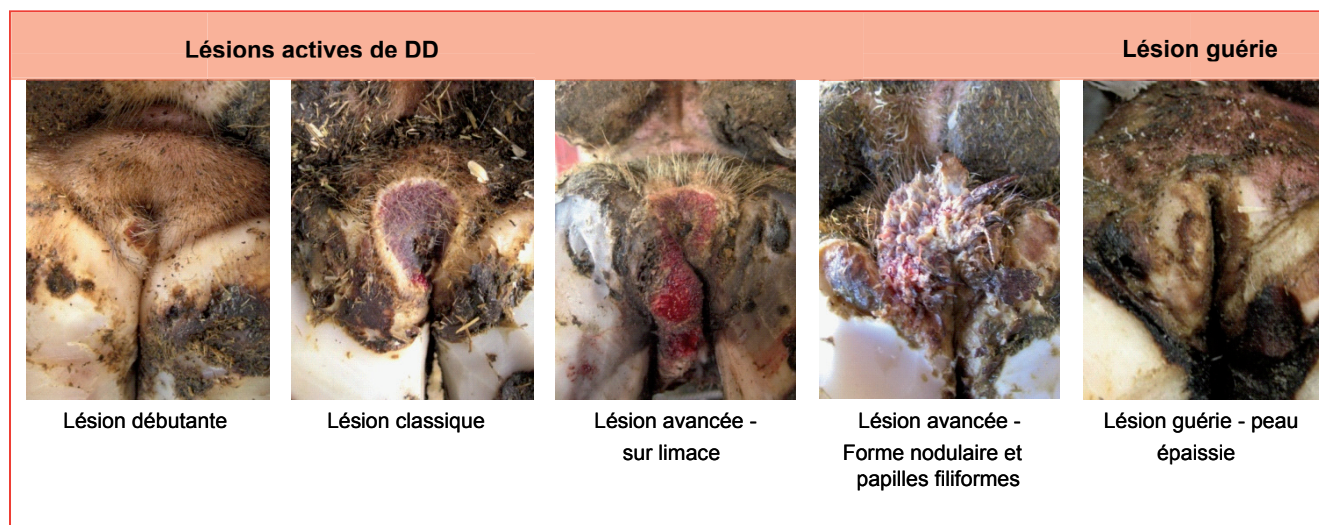 Lésions actives de DD
Lésion guérie
Lésion débutante
Lésion classique
Lésion avancée -
sur limace
Lésion avancée -
Forme nodulaire et
papilles filiformes
Lésion guérie - peau
épaissie